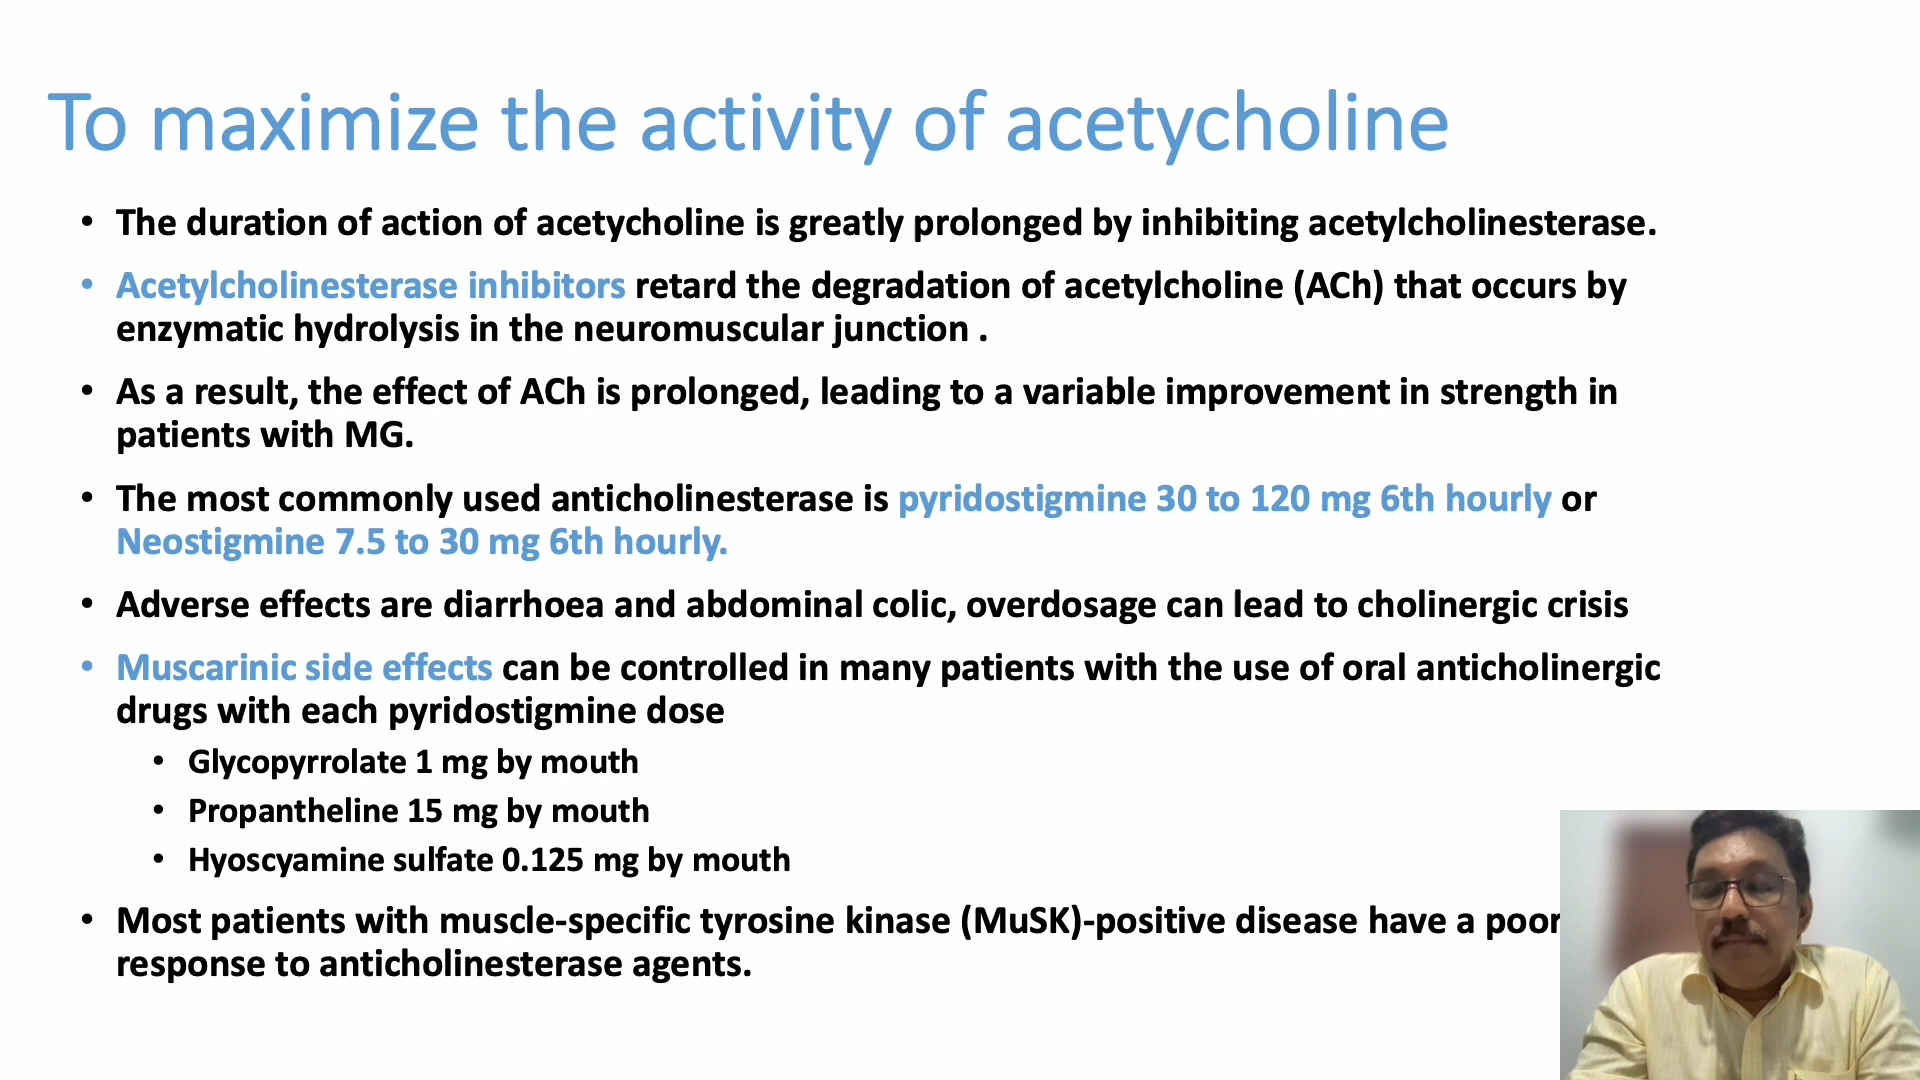 To maximize the activity of acetycholine
• The duration of action of acetycholine is greatly prolonged by inhibiting acetylcholinesterase.
• Acetylcholinesterase inhibitors retard the degradation of acetylcholine (ACh) that occurs by
enzymatic hydrolysis in the neuromuscular junction .
• As a result, the effect of ACh is prolonged, leading to a variable improvement in strength in
patients with MG.
• The most commonly used anticholinesterase is pyridostigmine 30 to 120 mg 6th hourly or
Neostigmine 7.5 to 30 mg 6th hourly.
• Adverse effects are diarrhoea and abdominal colic, overdosage can lead to cholinergic crisis
• Muscarinic side effects can be controlled in many patients with the use of oral anticholinergic
drugs with each pyridostigmine dose
• Glycopyrrolate 1 mg by mouth
• Propantheline 15 mg by mouth
• Hyoscyamine sulfate 0.125 mg by mouth
• Most patients with muscle-specific tyrosine kinase (MuSK)-positive disease have a poor
response to anticholinesterase agents.